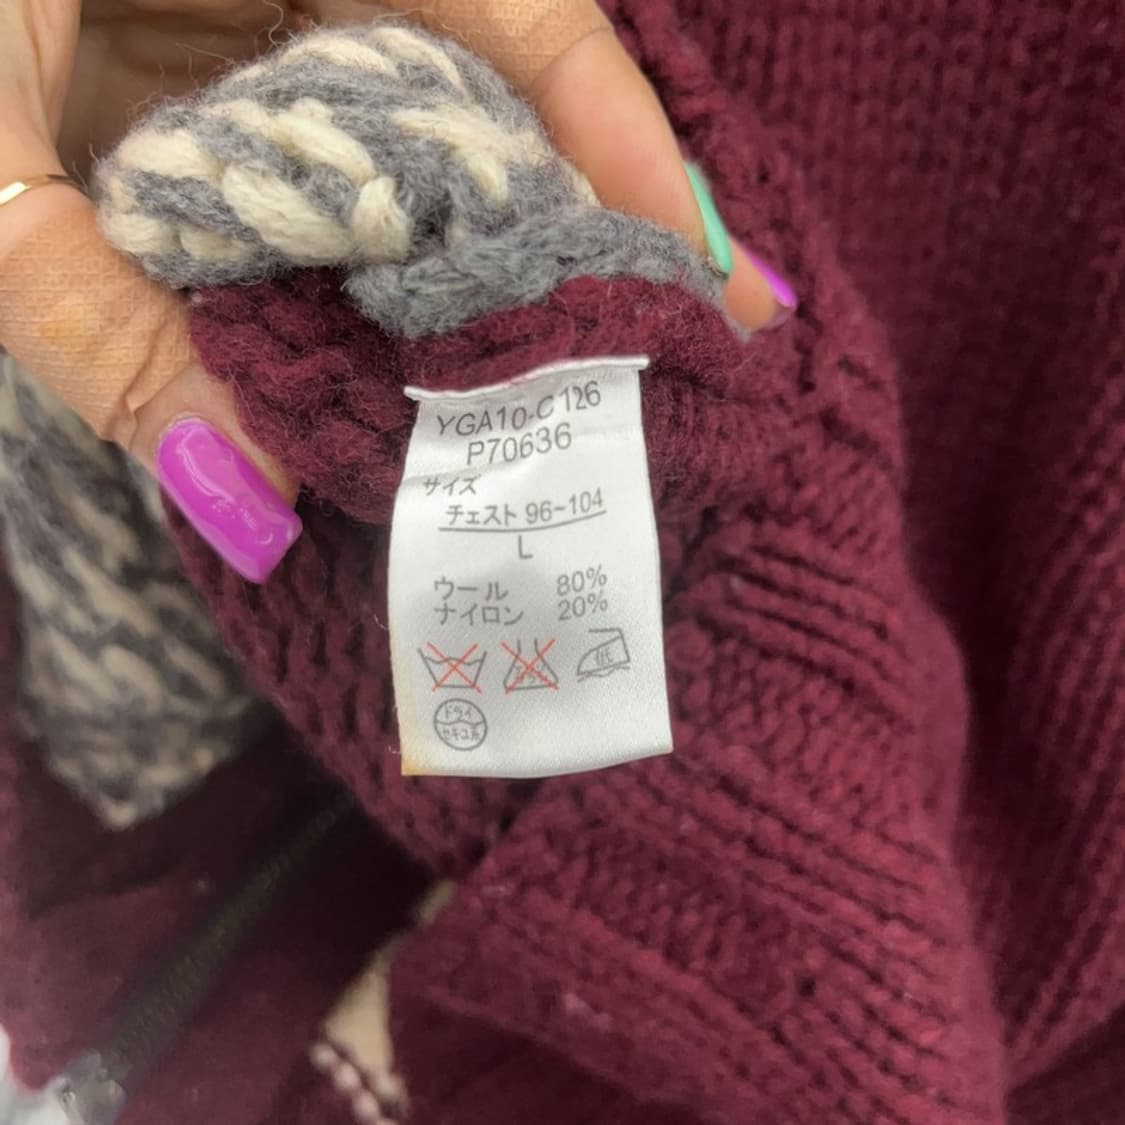 YGA10-C126
P70636
サイズ
チェスト 96-104
L
ウール 80%
ナイロン 20%
低
ドライ
セキユ系